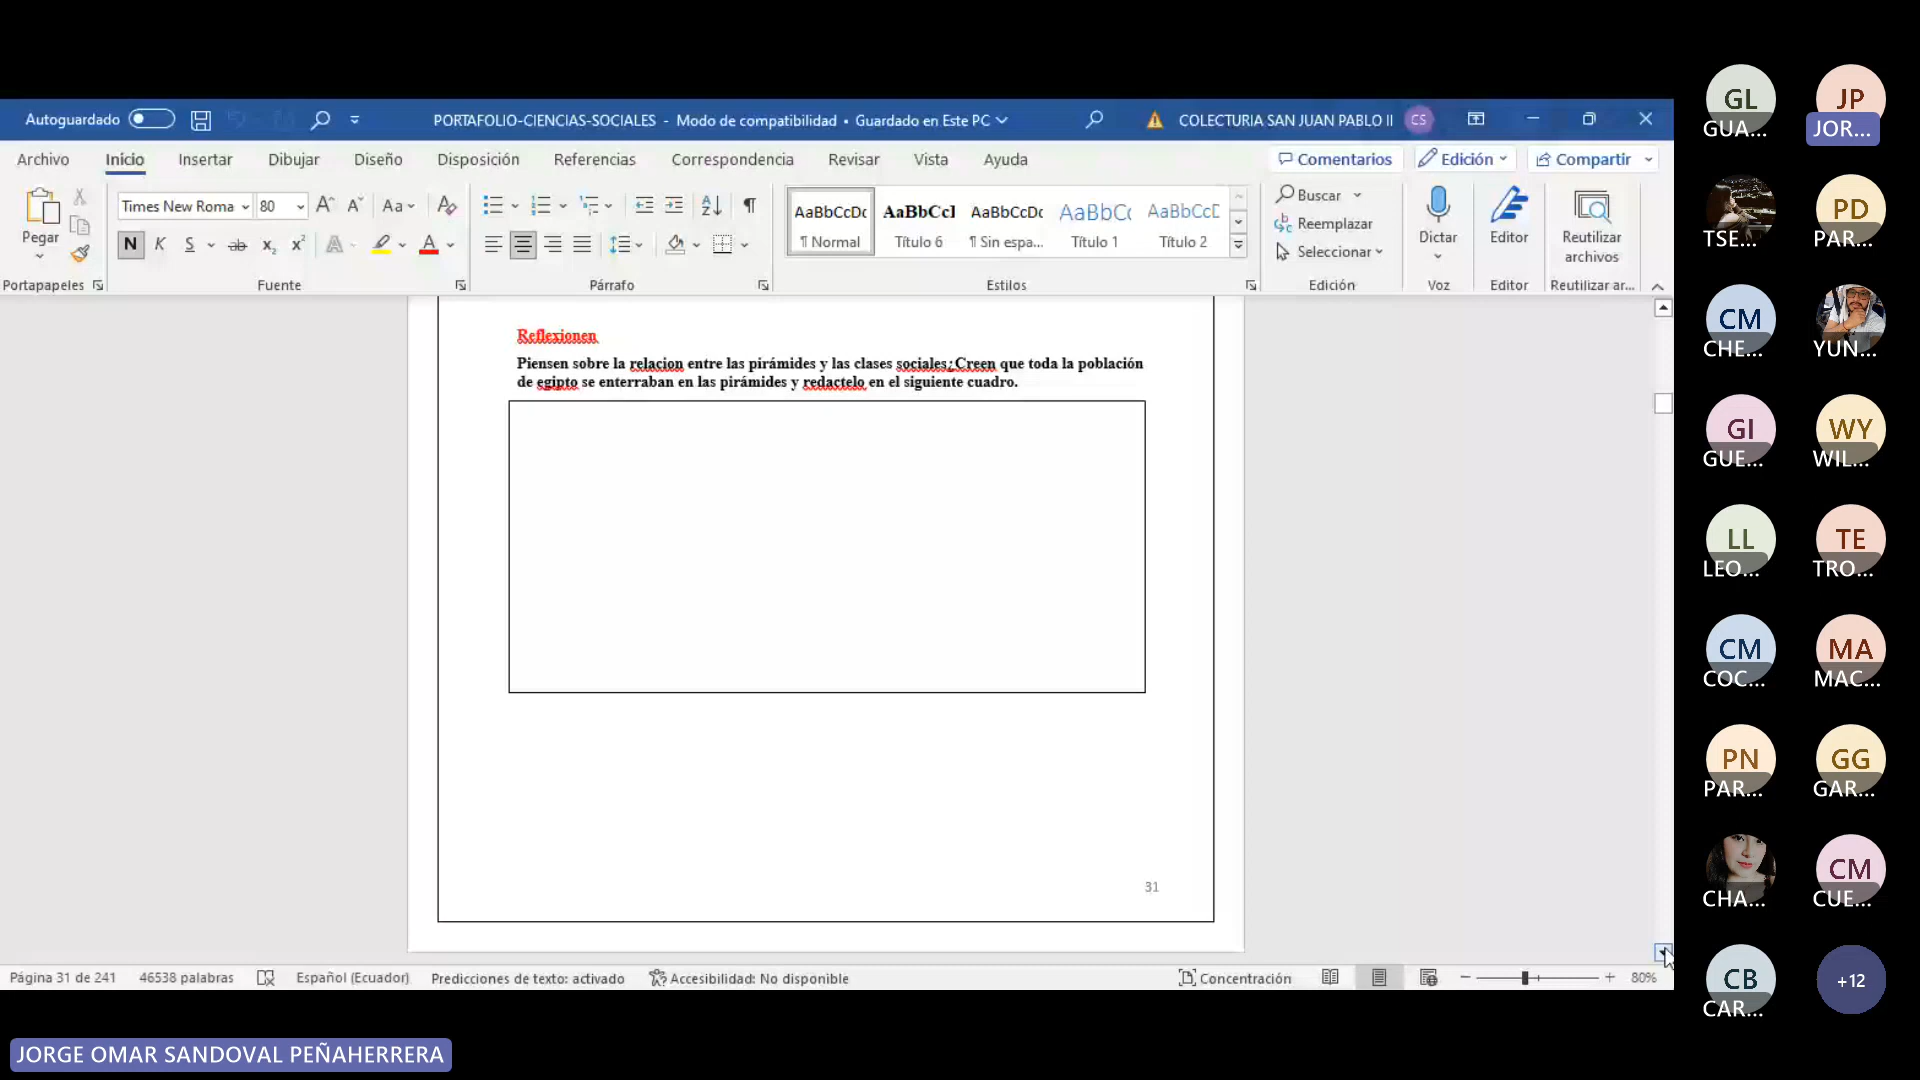 Autoguardado
PORTAFOLIO-CIENCIAS-SOCIALES - Modo de compatibilidad • Guardado en Este PC
COLECTURIA SAN JUAN PABLO II CS
Archivo Inicio Insertar Dibujar Diseño Disposición Referencias Correspondencia Revisar Vista Ayuda
Comentarios Edición Compartir
Pegar
Portapapeles
Times New Roma 80 A A Aa A
N K S ab x₂ x² A A
Fuente
Párrafo
AaBbCcDc AaBbCcI AaBbCcDc AaBbCc AaBbCcD
¶ Normal Título 6 ¶ Sin espa... Título 1 Título 2
Estilos
Buscar
Reemplazar
Seleccionar
Edición
Dictar
Voz
Editor
Editor
Reutilizar
archivos
Reutilizar ar...
Reflexionen
Piensen sobre la relacion entre las pirámides y las clases sociales¿Creen que toda la población
de egipto se enterraban en las pirámides y redactelo en el siguiente cuadro.
31
Página 31 de 241 46538 palabras Español (Ecuador) Predicciones de texto: activado Accesibilidad: No disponible
Concentración 80%
GL JP
GUA... JOR...
PD
TSE... PAR...
CM
CHE... YUN...
GI WY
GUE... WIL...
LL TE
LEO... TRO...
CM MA
COC... MAC...
PN GG
PAR... GAR...
CM
CHA... CUE...
CB +12
CAR...
JORGE OMAR SANDOVAL PEÑAHERRERA